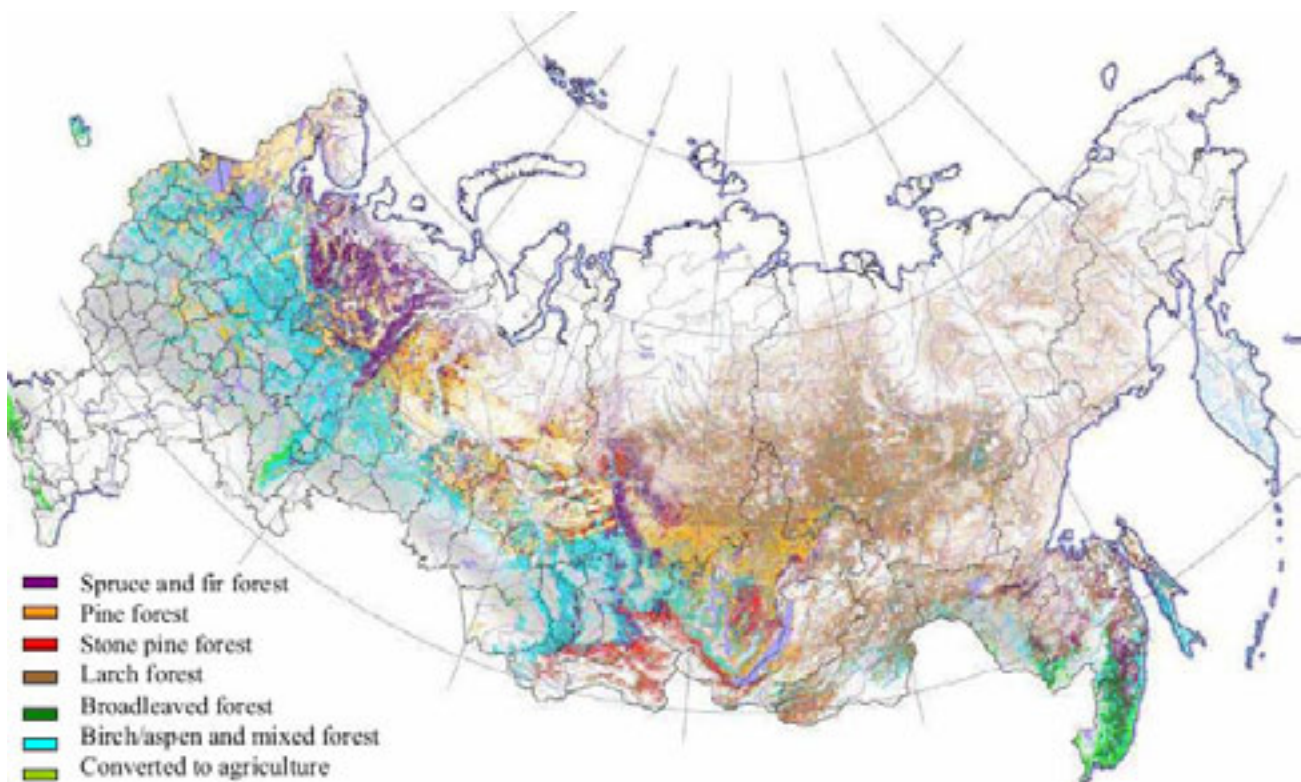 Spruce and fir forest
Pine forest
Stone pine forest
Larch forest
Broadleaved forest
Birch/aspen and mixed forest
Converted to agriculture